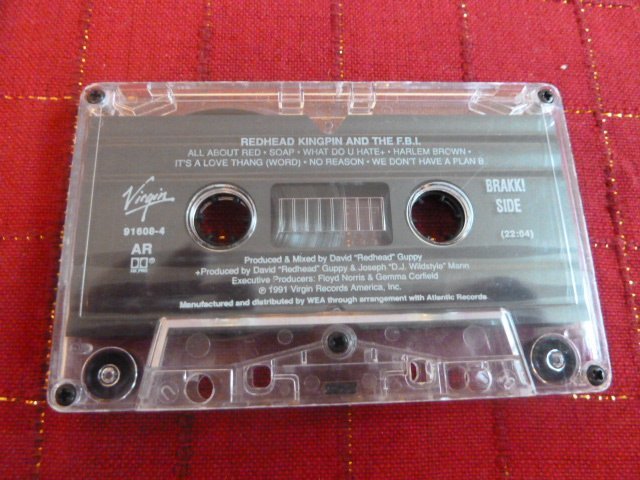 REDHEAD KINGPIN AND THE F.B.I.
ALL ABOUT RED • SOAP • WHAT DO U HATE+ • HARLEM BROWN •
IT'S A LOVE THANG (WORD) • NO REASON • WE DON'T HAVE A PLAN B
Virgin
91608-4
AR
BRAKK!
SIDE
(22:04)
Produced & Mixed by David "Redhead" Guppy
+Produced by David "Redhead" Guppy & Joseph "D.J. Wildstyle" Mann
Executive Producers: Floyd Norris & Gemma Corfield
℗ 1991 Virgin Records America, Inc.
Manufactured and distributed by WEA through arrangement with Atlantic Records